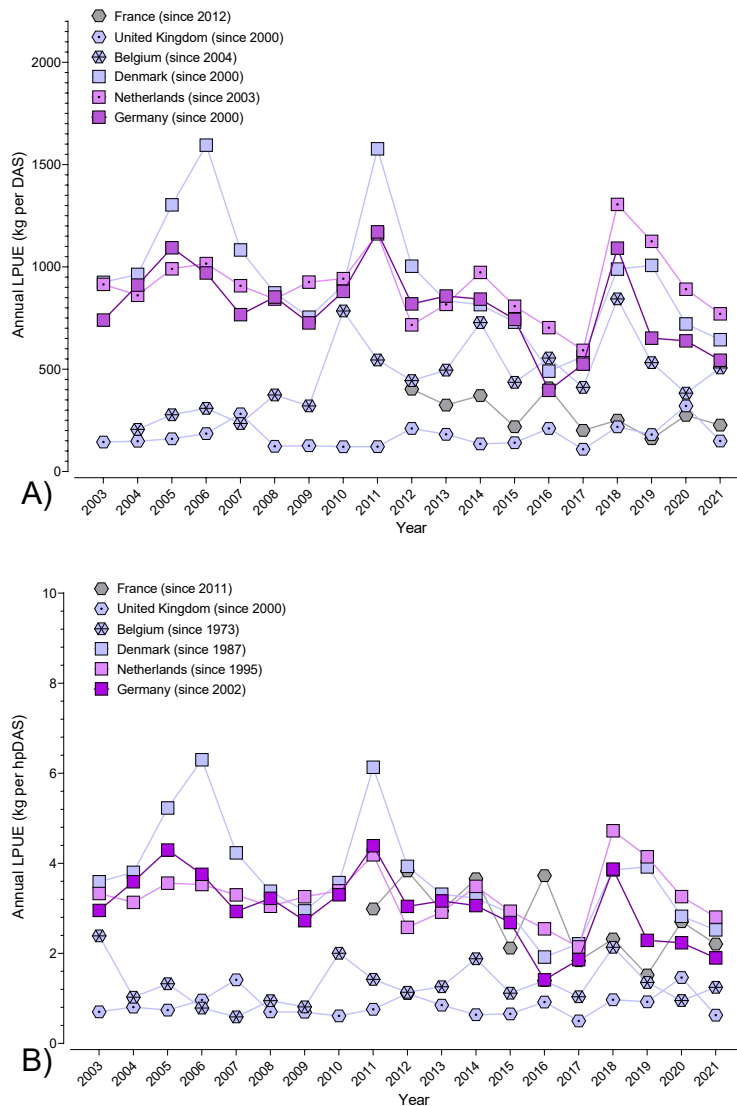 France (since 2012)
United Kingdom (since 2000)
Belgium (since 2004)
Denmark (since 2000)
Netherlands (since 2003)
Germany (since 2000)
Annual LPUE (kg per DAS)
2000
1500
1000
500
0
A)
2003 2004 2005 2006 2007 2008 2009 2010 2011 2012 2013 2014 2015 2016 2017 2018 2019 2020 2021
Year
France (since 2011)
United Kingdom (since 2000)
Belgium (since 1973)
Denmark (since 1987)
Netherlands (since 1995)
Germany (since 2002)
Annual LPUE (kg per hpDAS)
10
8
6
4
2
0
B)
2003 2004 2005 2006 2007 2008 2009 2010 2011 2012 2013 2014 2015 2016 2017 2018 2019 2020 2021
Year